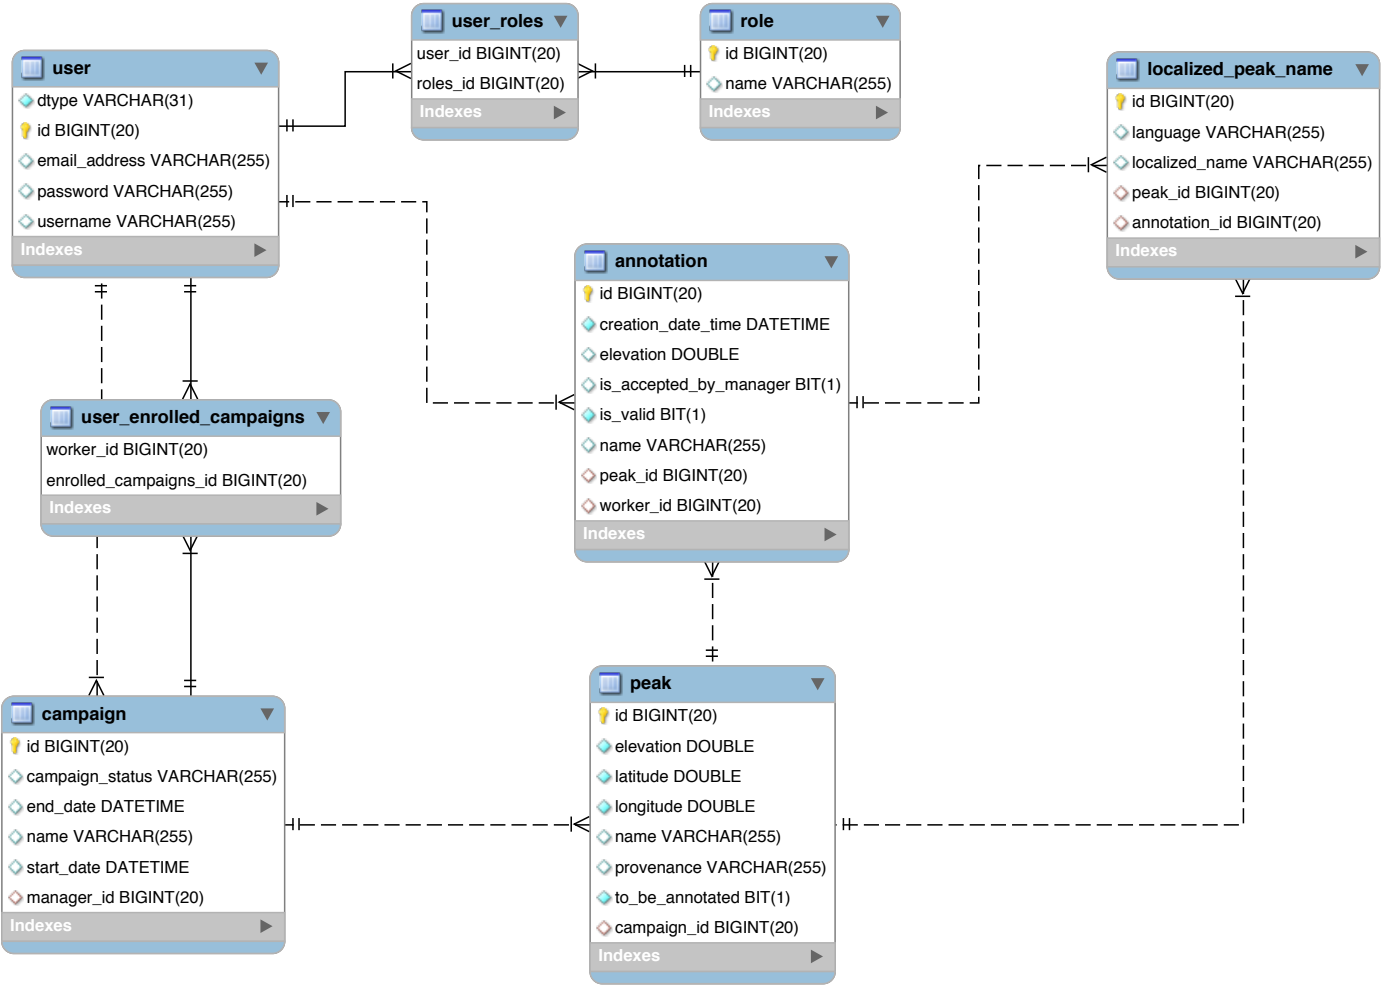 user_roles
user_id BIGINT(20)
roles_id BIGINT(20)
Indexes
role
id BIGINT(20)
name VARCHAR(255)
Indexes
user
dtype VARCHAR(31)
id BIGINT(20)
email_address VARCHAR(255)
password VARCHAR(255)
username VARCHAR(255)
Indexes
localized_peak_name
id BIGINT(20)
language VARCHAR(255)
localized_name VARCHAR(255)
peak_id BIGINT(20)
annotation_id BIGINT(20)
Indexes
annotation
id BIGINT(20)
creation_date_time DATETIME
elevation DOUBLE
is_accepted_by_manager BIT(1)
is_valid BIT(1)
name VARCHAR(255)
peak_id BIGINT(20)
worker_id BIGINT(20)
Indexes
user_enrolled_campaigns
worker_id BIGINT(20)
enrolled_campaigns_id BIGINT(20)
Indexes
campaign
id BIGINT(20)
campaign_status VARCHAR(255)
end_date DATETIME
name VARCHAR(255)
start_date DATETIME
manager_id BIGINT(20)
Indexes
peak
id BIGINT(20)
elevation DOUBLE
latitude DOUBLE
longitude DOUBLE
name VARCHAR(255)
provenance VARCHAR(255)
to_be_annotated BIT(1)
campaign_id BIGINT(20)
Indexes